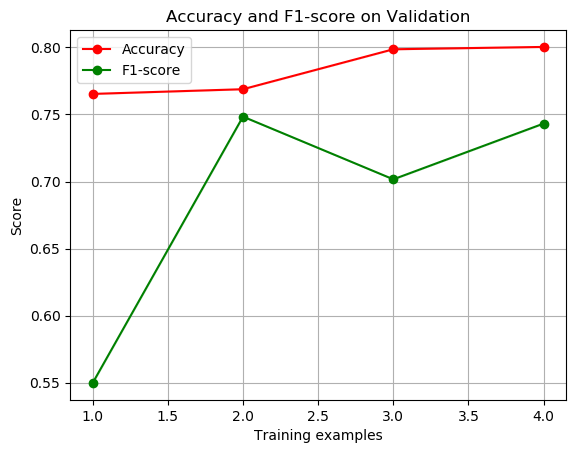 Accuracy and F1-score on Validation
Accuracy
F1-score
0.80
0.75
0.70
0.65
0.60
0.55
Score
1.0 1.5 2.0 2.5 3.0 3.5 4.0
Training examples